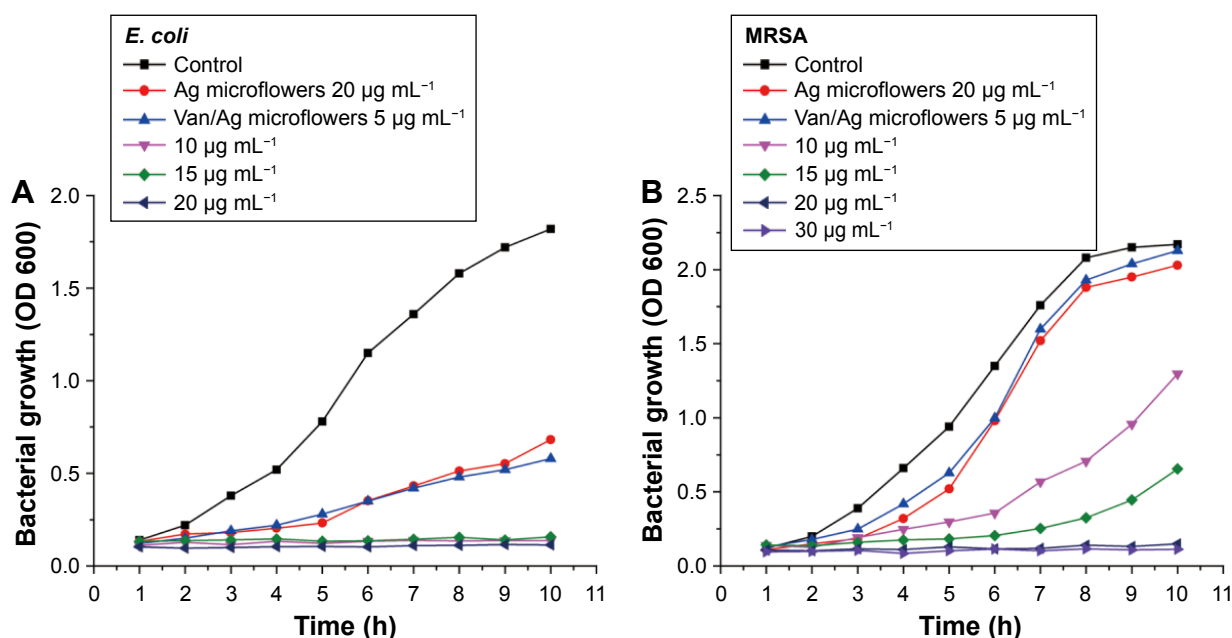 E. coli
Control
Ag microflowers 20 µg mL⁻¹
Van/Ag microflowers 5 µg mL⁻¹
10 µg mL⁻¹
15 µg mL⁻¹
20 µg mL⁻¹
A
Bacterial growth (OD 600)
2.0
1.5
1.0
0.5
0.0
0 1 2 3 4 5 6 7 8 9 10 11
Time (h)
MRSA
Control
Ag microflowers 20 µg mL⁻¹
Van/Ag microflowers 5 µg mL⁻¹
10 µg mL⁻¹
15 µg mL⁻¹
20 µg mL⁻¹
30 µg mL⁻¹
B
Bacterial growth (OD 600)
2.5
2.0
1.5
1.0
0.5
0.0
0 1 2 3 4 5 6 7 8 9 10 11
Time (h)